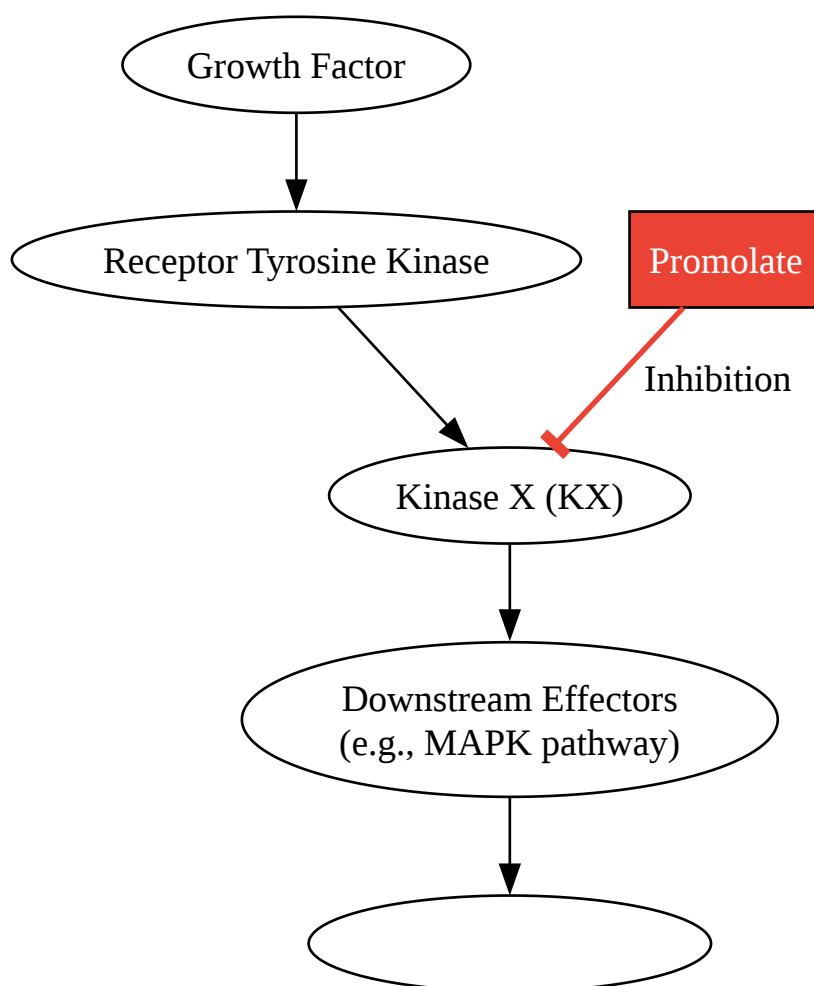 Growth Factor
Receptor Tyrosine Kinase
Promolate
Inhibition
Kinase X (KX)
Downstream Effectors
(e.g., MAPK pathway)